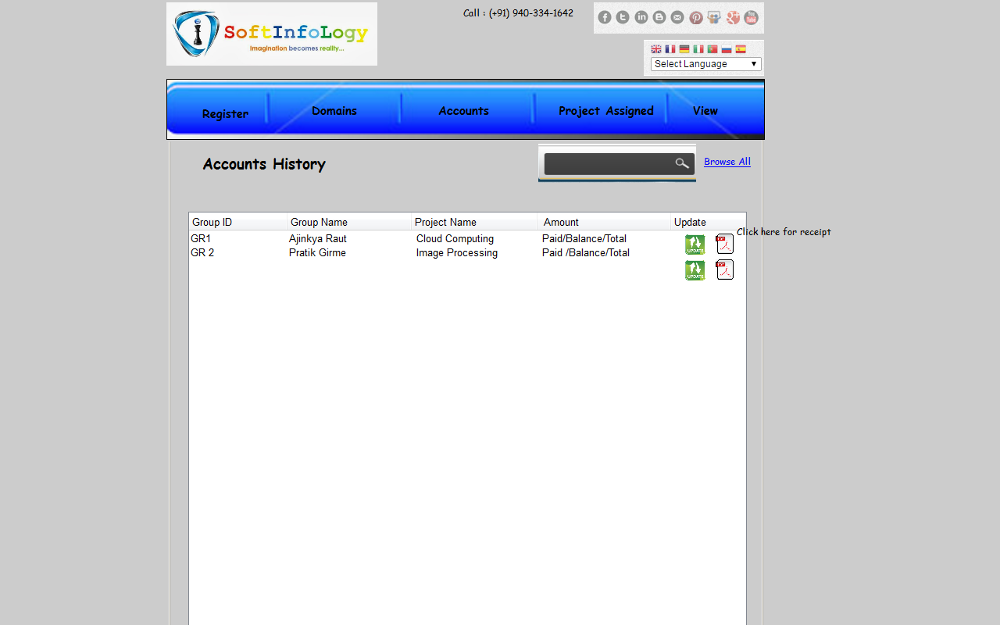 SoftInfoLogy
Imagination becomes reality...
Call : (+91) 940-334-1642
Select Language
Register
Domains
Accounts
Project Assigned
View
Accounts History
Browse All
Group ID Group Name Project Name Amount Update
Click here for receipt
GR1 Ajinkya Raut Cloud Computing Paid/Balance/Total UPDATE PDF
GR 2 Pratik Girme Image Processing Paid /Balance/Total
UPDATE PDF